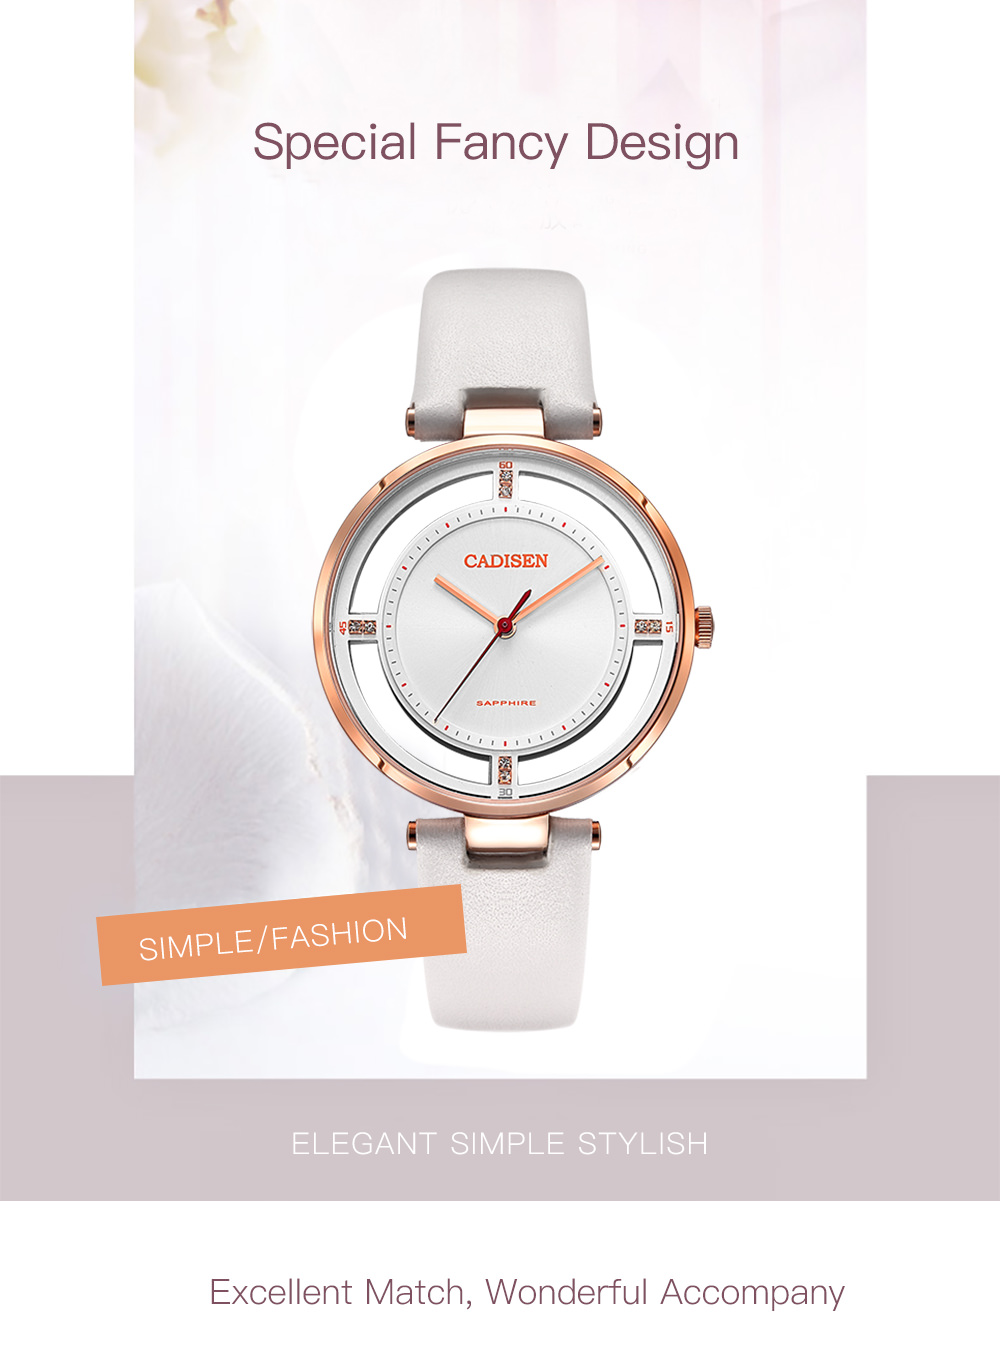 Special Fancy Design
60
CADISEN
45
15
SAPPHIRE
30
SIMPLE/FASHION
ELEGANT SIMPLE STYLISH
Excellent Match, Wonderful Accompany